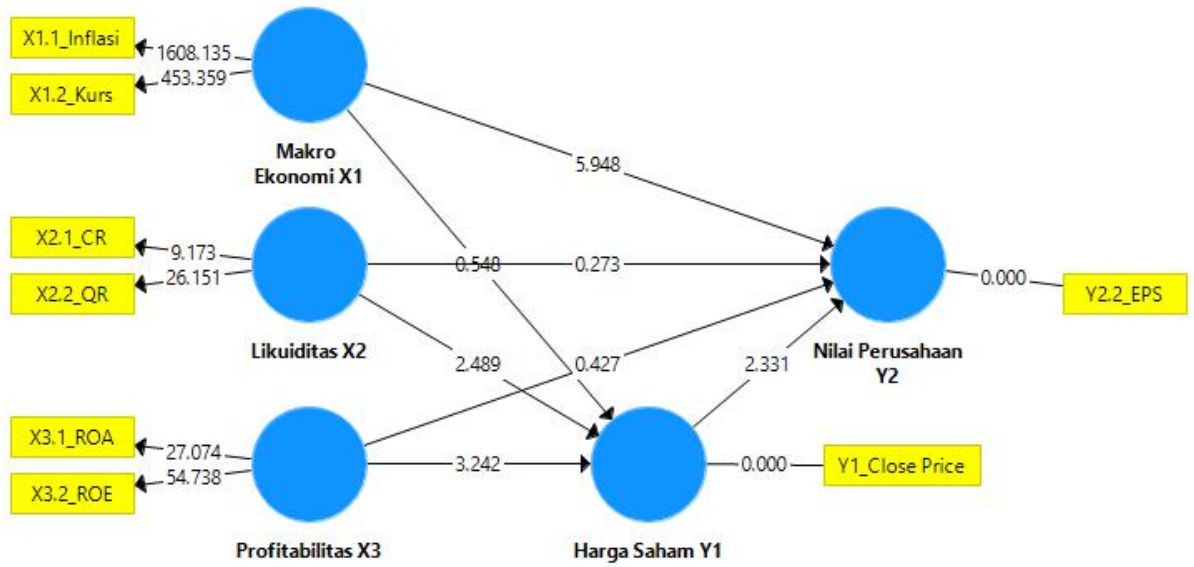 X1.1_Inflasi
1608.135
453.359
X1.2_Kurs
Makro
Ekonomi X1
5.948
X2.1_CR
9.173
26.151
X2.2_QR
0.548
0.273
0.000
Y2.2_EPS
Likuiditas X2
2.489
0.427
2.331
Nilai Perusahaan
Y2
X3.1_ROA
27.074
54.738
X3.2_ROE
3.242
0.000
Y1_Close Price
Profitabilitas X3
Harga Saham Y1